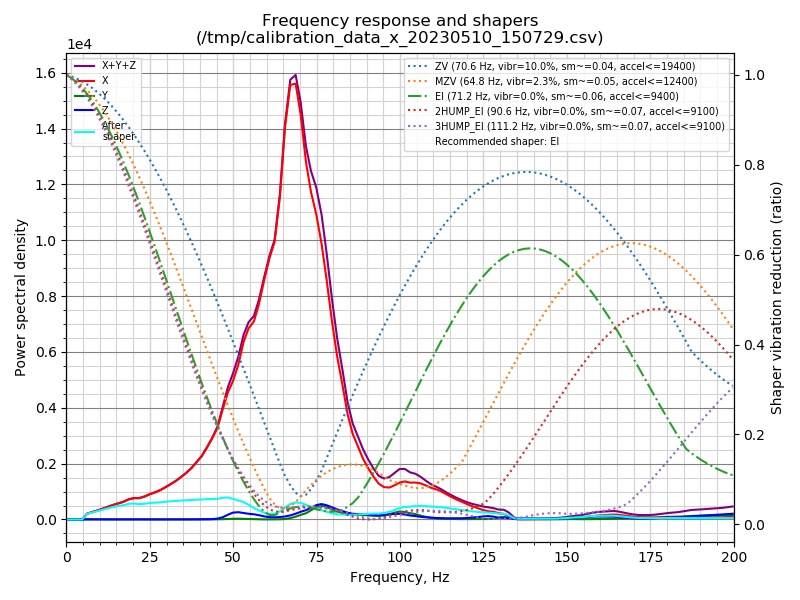 Frequency response and shapers
(/tmp/calibration_data_x_20230510_150729.csv)
1e4
X+Y+Z
X
Y
Z
After
shaper
ZV (70.6 Hz, vibr=10.0%, sm~=0.04, accel<=19400)
MZV (64.8 Hz, vibr=2.3%, sm~=0.05, accel<=12400)
EI (71.2 Hz, vibr=0.0%, sm~=0.06, accel<=9400)
2HUMP_EI (90.6 Hz, vibr=0.0%, sm~=0.07, accel<=9100)
3HUMP_EI (111.2 Hz, vibr=0.0%, sm~=0.07, accel<=9100)
Recommended shaper: EI
Power spectral density
1.6
1.4
1.2
1.0
0.8
0.6
0.4
0.2
0.0
1.0
0.8
0.6
0.4
0.2
0.0
Shaper vibration reduction (ratio)
0 25 50 75 100 125 150 175 200
Frequency, Hz